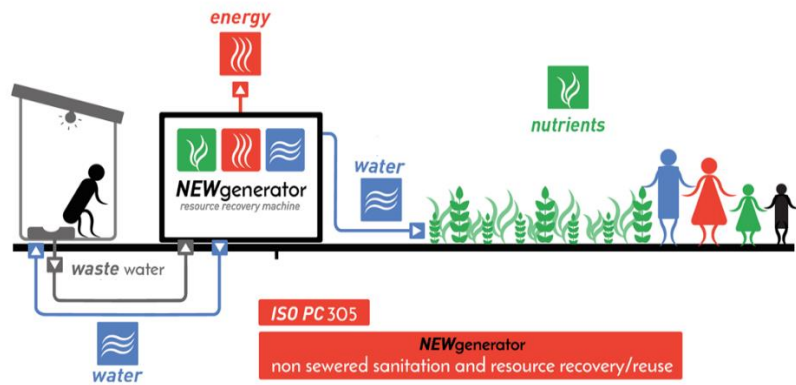 energy
nutrients
water
NEWgenerator
resource recovery machine
waste water
water
ISO PC 305
NEWgenerator
non sewered sanitation and resource recovery/reuse